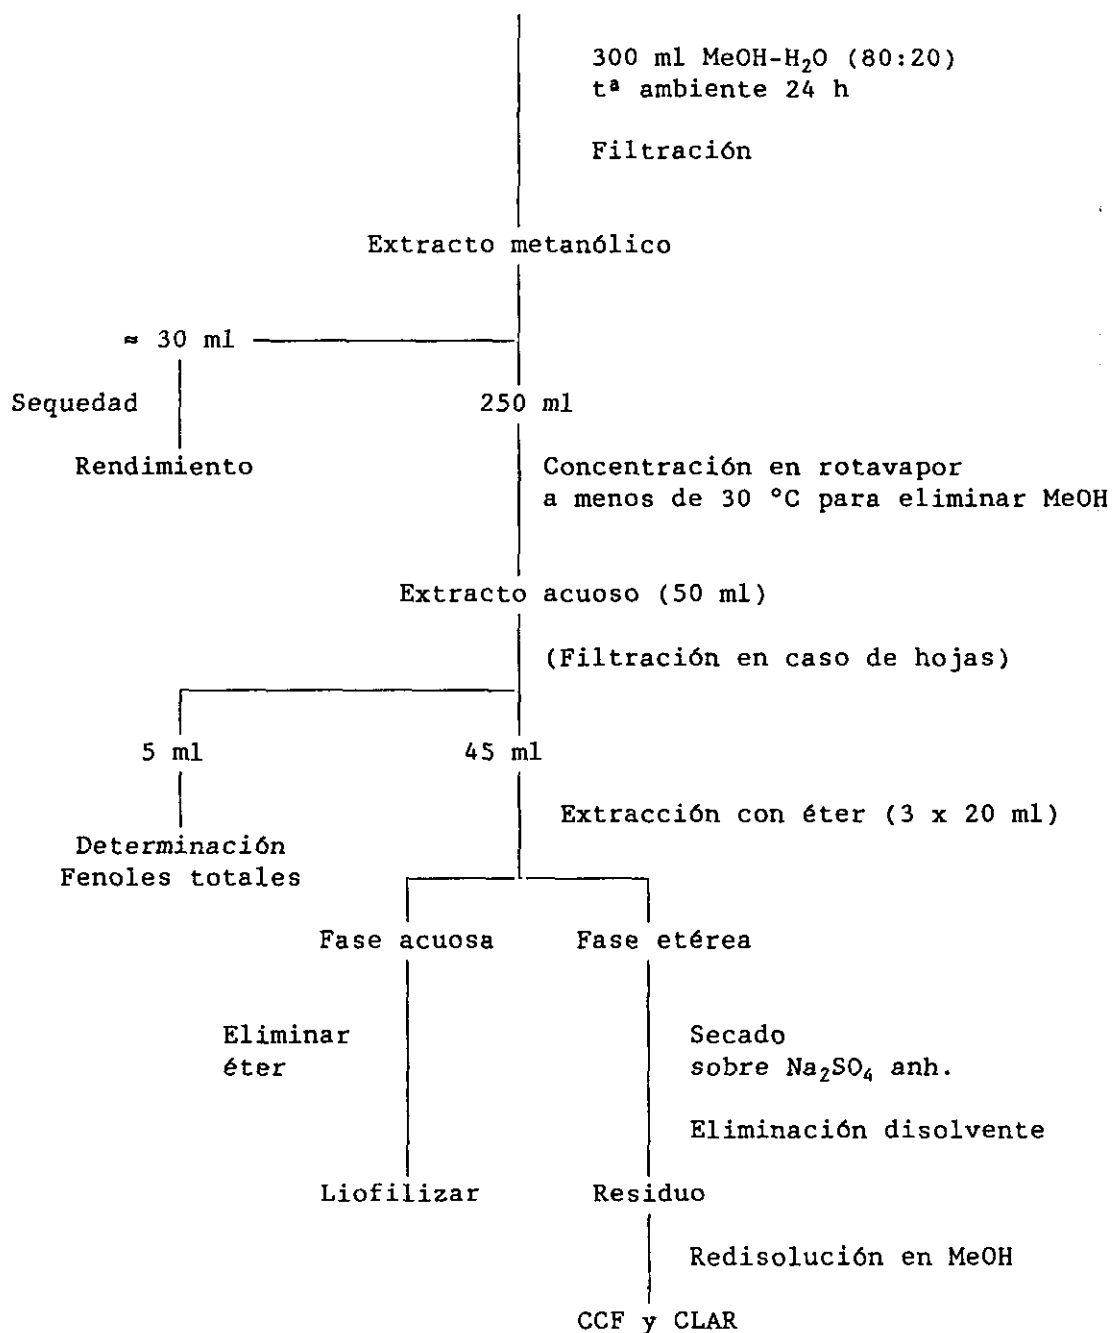 300 ml MeOH-H₂O (80:20)
tª ambiente 24 h
Filtración
Extracto metanólico
≈ 30 ml
Sequedad
250 ml
Rendimiento
Concentración en rotavapor
a menos de 30 °C para eliminar MeOH
Extracto acuoso (50 ml)
(Filtración en caso de hojas)
5 ml
45 ml
Extracción con éter (3 x 20 ml)
Determinación
Fenoles totales
Fase acuosa
Fase etérea
Eliminar
éter
Secado
sobre Na₂SO₄ anh.
Eliminación disolvente
Liofilizar
Residuo
Redisolución en MeOH
CCF y CLAR